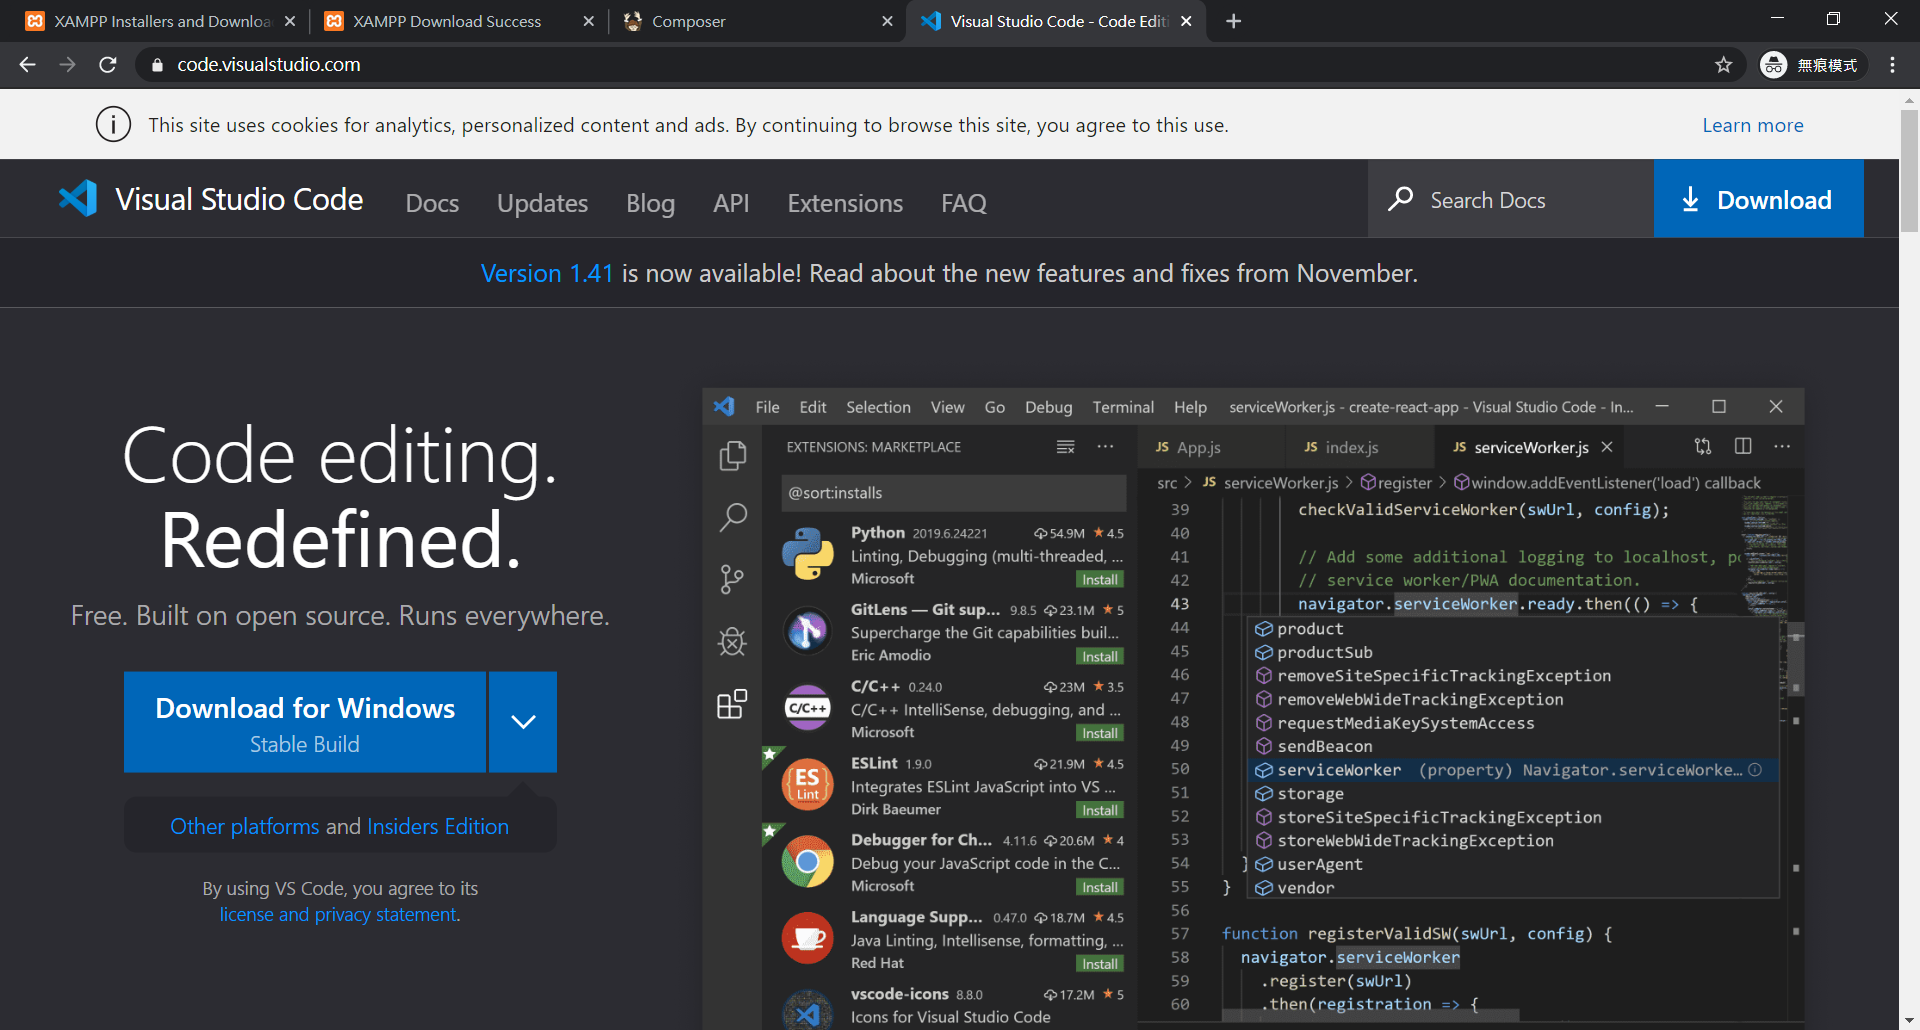 XAMPP Installers and Downloa
XAMPP Download Success
Composer
Visual Studio Code - Code Editi
code.visualstudio.com
無痕模式
This site uses cookies for analytics, personalized content and ads. By continuing to browse this site, you agree to this use.
Learn more
Visual Studio Code
Docs
Updates
Blog
API
Extensions
FAQ
Search Docs
Download
Version 1.41 is now available! Read about the new features and fixes from November.
Code editing.
Redefined.
Free. Built on open source. Runs everywhere.
Download for Windows
Stable Build
Other platforms and Insiders Edition
By using VS Code, you agree to its
license and privacy statement.
File Edit Selection View Go Debug Terminal Help serviceWorker.js - create-react-app - Visual Studio Code - In...
EXTENSIONS: MARKETPLACE
@sort:installs
Python 2019.6.24221 54.9M ★ 4.5
Linting, Debugging (multi-threaded, ...
Microsoft Install
GitLens — Git sup... 9.8.5 23.1M ★ 5
Supercharge the Git capabilities buil...
Eric Amodio Install
C/C++
C/C++ 0.24.0 23M ★ 3.5
C/C++ IntelliSense, debugging, and ...
Microsoft Install
ES
Lint
ESLint 1.9.0 21.9M ★ 4.5
Integrates ESLint JavaScript into VS ...
Dirk Baeumer Install
Debugger for Ch... 4.11.6 20.6M ★ 4
Debug your JavaScript code in the C...
Microsoft Install
Language Supp... 0.47.0 18.7M ★ 4.5
Java Linting, Intellisense, formatting, ...
Red Hat Install
vscode-icons 8.8.0 17.2M ★ 5
Icons for Visual Studio Code
JS App.js
JS index.js
JS serviceWorker.js
src > JS serviceWorker.js > register > window.addEventListener('load') callback
39 checkValidServiceWorker(swUrl, config);
40
41 // Add some additional logging to localhost, po
42 // service worker/PWA documentation.
43 navigator.serviceWorker.ready.then(() => {
44 product
45 productSub
46 removeSiteSpecificTrackingException
47 removeWebWideTrackingException
48 requestMediaKeySystemAccess
49 sendBeacon
50 serviceWorker (property) Navigator.serviceWorke...
51 storage
52 storeSiteSpecificTrackingException
53 storeWebWideTrackingException
54 } userAgent
55 } vendor
56
57 function registerValidSW(swUrl, config) {
58 navigator.serviceWorker
59 .register(swUrl)
60 .then(registration => {